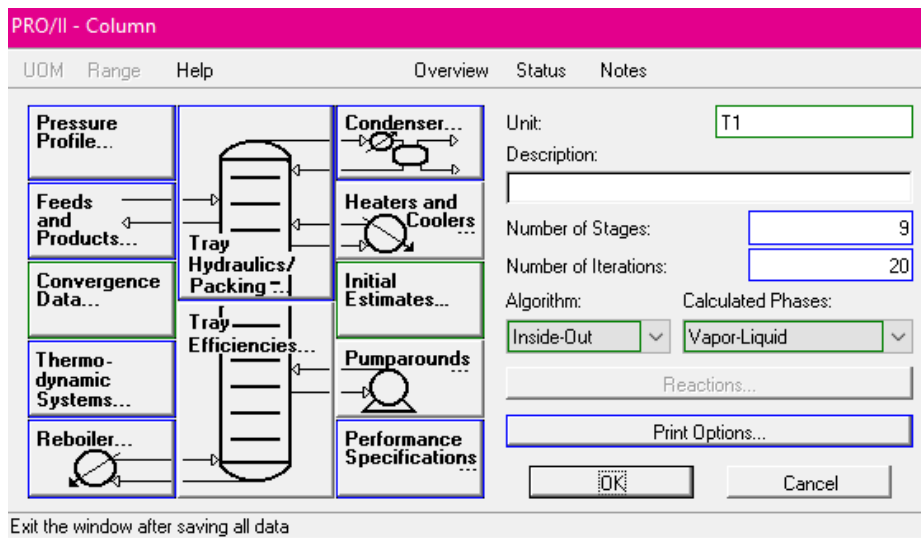 PRO/II - Column
UOM Range Help Overview Status Notes
Pressure
Profile...
Feeds
and
Products...
Convergence
Data...
Thermo-
dynamic
Systems...
Reboiler...
Tray
Hydraulics/
Packing ...
Tray
Efficiencies...
Condenser...
Heaters and
Coolers
...
Initial
Estimates...
Pumparounds
...
Performance
Specifications
...
Unit: T1
Description:
Number of Stages: 9
Number of Iterations: 20
Algorithm: Calculated Phases:
Inside-Out Vapor-Liquid
Reactions...
Print Options...
OK Cancel
Exit the window after saving all data